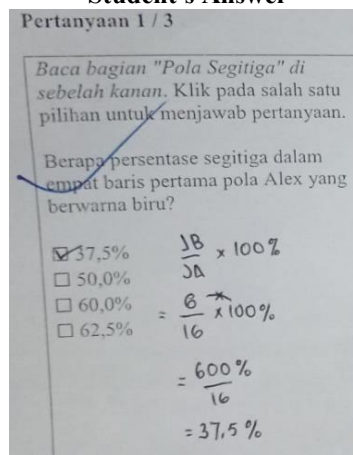 Student's Answer
Pertanyaan 1 / 3
Baca bagian "Pola Segitiga" di
sebelah kanan. Klik pada salah satu
pilihan untuk menjawab pertanyaan.
Berapa persentase segitiga dalam
empat baris pertama pola Alex yang
berwarna biru?
☑ 37,5%
☐ 50,0%
☐ 60,0%
☐ 62,5%
JB/JA × 100%
= 6/16 × 100%
= 600%/16
= 37,5 %